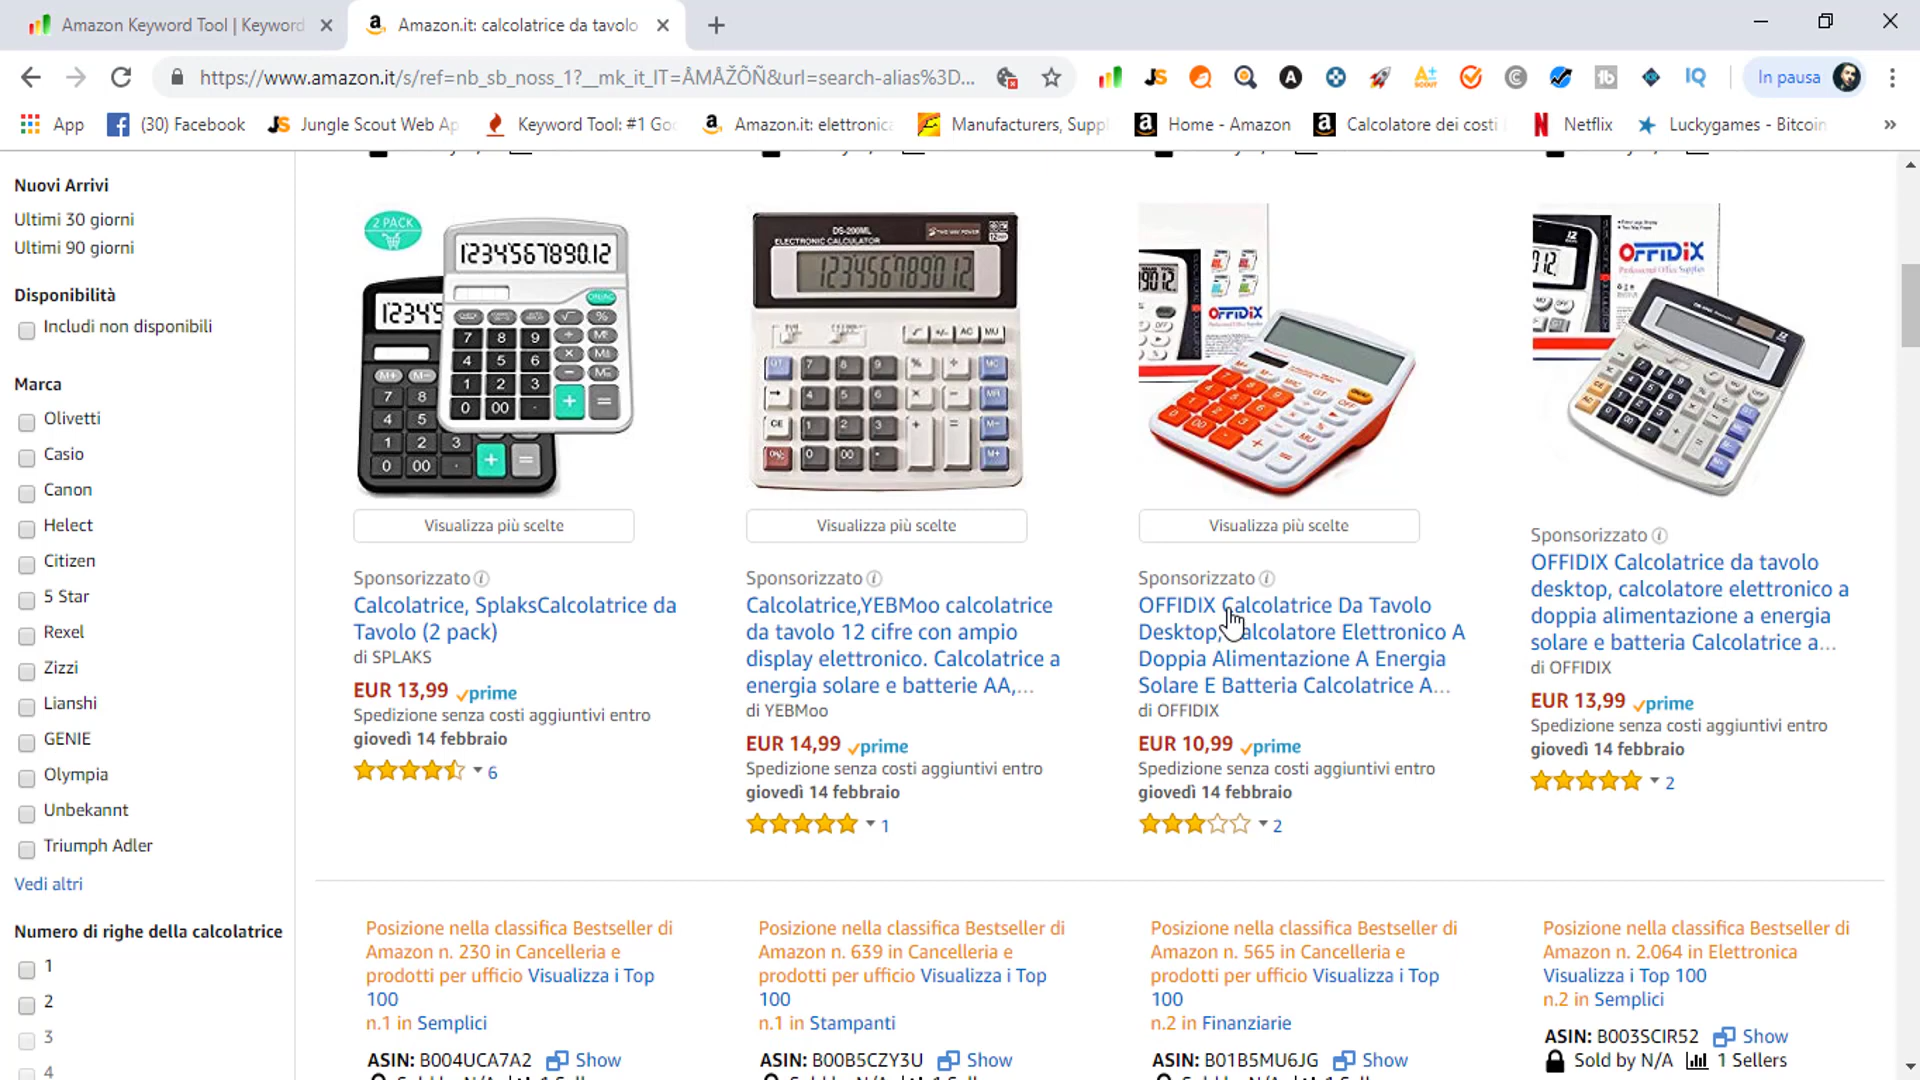 Amazon Keyword Tool | Keyword
Amazon.it: calcolatrice da tavolo
https://www.amazon.it/s/ref=nb_sb_noss_1?__mk_it_IT=ÅMÅŽÕÑ&url=search-alias%3D...
In pausa
App
(30) Facebook
Jungle Scout Web Ap
Keyword Tool: #1 Goo
Amazon.it: elettronica
Manufacturers, Suppl
Home - Amazon
Calcolatore dei costi
Netflix
Luckygames - Bitcoin
Nuovi Arrivi
Ultimi 30 giorni
Ultimi 90 giorni
Disponibilità
Includi non disponibili
Marca
Olivetti
Casio
Canon
Helect
Citizen
5 Star
Rexel
Zizzi
Lianshi
GENIE
Olympia
Unbekannt
Triumph Adler
Vedi altri
Numero di righe della calcolatrice
1
2
3
4
2 PACK
Visualizza più scelte
Sponsorizzato
Calcolatrice, SplaksCalcolatrice da
Tavolo (2 pack)
di SPLAKS
EUR 13,99 prime
Spedizione senza costi aggiuntivi entro
giovedì 14 febbraio
6
DS-200ML
ELECTRONIC CALCULATOR
Visualizza più scelte
Sponsorizzato
Calcolatrice,YEBMoo calcolatrice
da tavolo 12 cifre con ampio
display elettronico. Calcolatrice a
energia solare e batterie AA,...
di YEBMoo
EUR 14,99 prime
Spedizione senza costi aggiuntivi entro
giovedì 14 febbraio
1
OFFIDIX
Visualizza più scelte
Sponsorizzato
OFFIDIX Calcolatrice Da Tavolo
Desktop, Calcolatore Elettronico A
Doppia Alimentazione A Energia
Solare E Batteria Calcolatrice A...
di OFFIDIX
EUR 10,99 prime
Spedizione senza costi aggiuntivi entro
giovedì 14 febbraio
2
OFFIDIX
Professional Office Supplies
Sponsorizzato
OFFIDIX Calcolatrice da tavolo
desktop, calcolatore elettronico a
doppia alimentazione a energia
solare e batteria Calcolatrice a...
di OFFIDIX
EUR 13,99 prime
Spedizione senza costi aggiuntivi entro
giovedì 14 febbraio
2
Posizione nella classifica Bestseller di
Amazon n. 230 in Cancelleria e
prodotti per ufficio Visualizza i Top
100
n.1 in Semplici
ASIN: B004UCA7A2 Show
Posizione nella classifica Bestseller di
Amazon n. 639 in Cancelleria e
prodotti per ufficio Visualizza i Top
100
n.1 in Stampanti
ASIN: B00B5CZY3U Show
Posizione nella classifica Bestseller di
Amazon n. 565 in Cancelleria e
prodotti per ufficio Visualizza i Top
100
n.2 in Finanziarie
ASIN: B01B5MU6JG Show
Posizione nella classifica Bestseller di
Amazon n. 2.064 in Elettronica
Visualizza i Top 100
n.2 in Semplici
ASIN: B003SCIR52 Show
Sold by N/A 1 Sellers